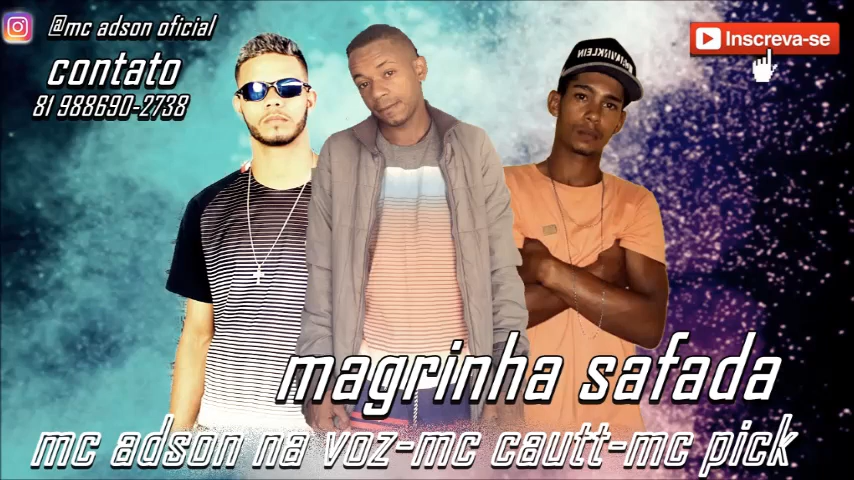 @mc adson oficial
contato
81 988690-2738
Inscreva-se
magrinha safada
mc adson na voz-mc cautt-mc pick